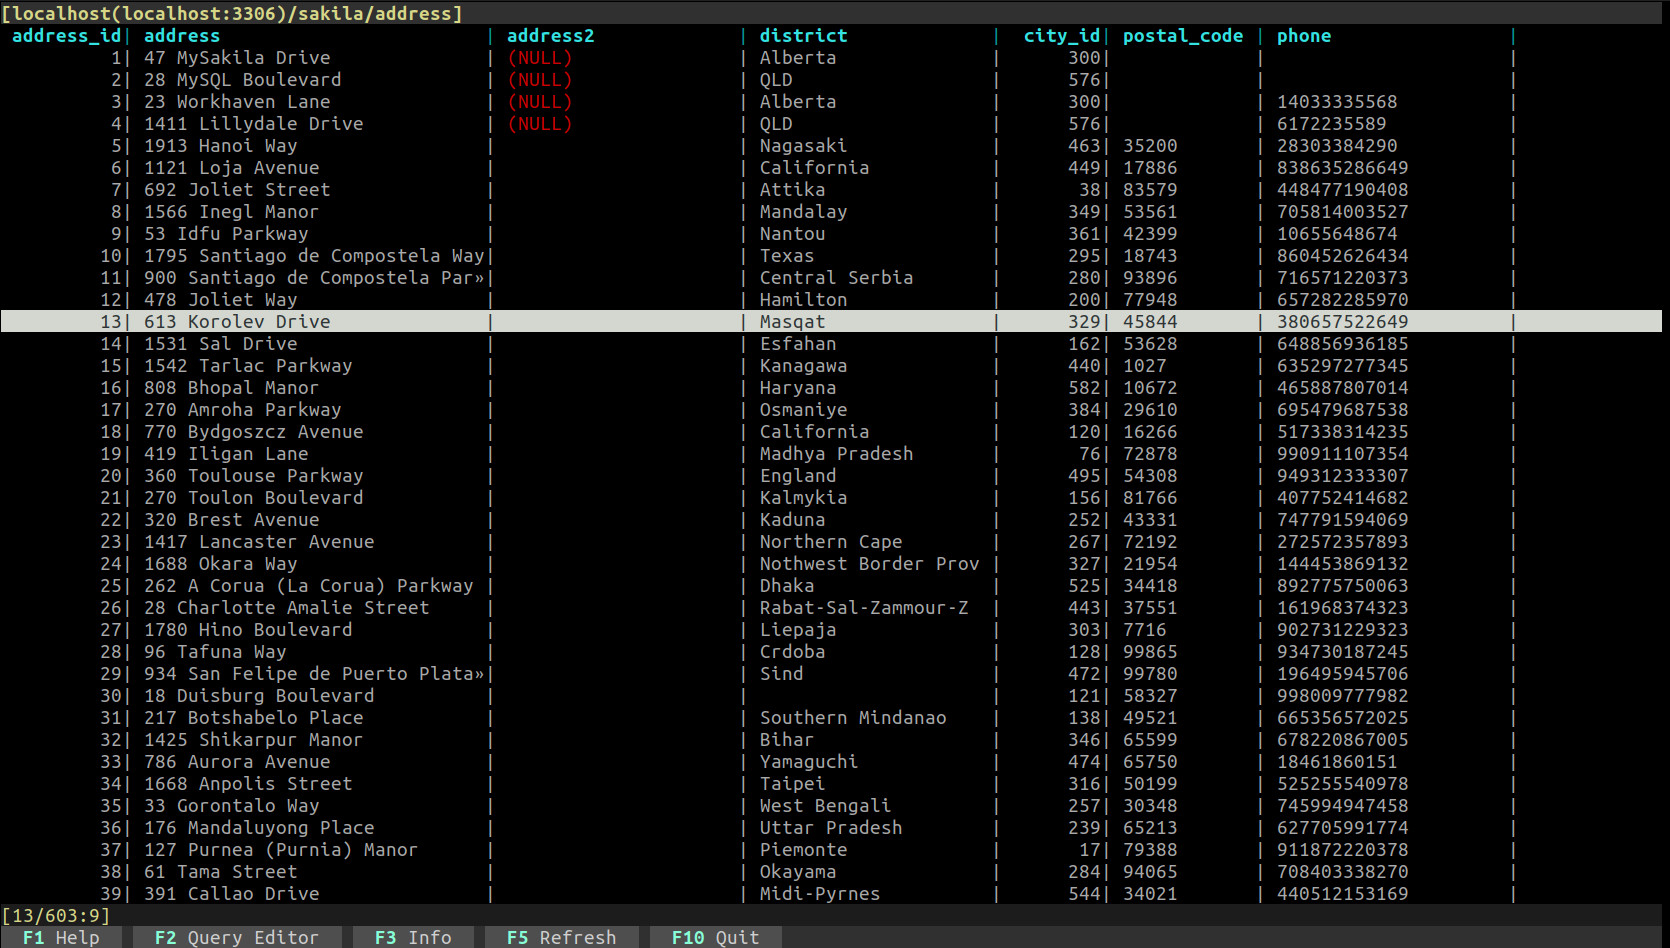 [localhost(localhost:3306)/sakila/address]
address_id| address | address2 | district | city_id| postal_code | phone |
1| 47 MySakila Drive | (NULL) | Alberta | 300| | |
2| 28 MySQL Boulevard | (NULL) | QLD | 576| | |
3| 23 Workhaven Lane | (NULL) | Alberta | 300| | 14033335568 |
4| 1411 Lillydale Drive | (NULL) | QLD | 576| | 6172235589 |
5| 1913 Hanoi Way | | Nagasaki | 463| 35200 | 28303384290 |
6| 1121 Loja Avenue | | California | 449| 17886 | 838635286649 |
7| 692 Joliet Street | | Attika | 38| 83579 | 448477190408 |
8| 1566 Inegl Manor | | Mandalay | 349| 53561 | 705814003527 |
9| 53 Idfu Parkway | | Nantou | 361| 42399 | 10655648674 |
10| 1795 Santiago de Compostela Way| | Texas | 295| 18743 | 860452626434 |
11| 900 Santiago de Compostela Par»| | Central Serbia | 280| 93896 | 716571220373 |
12| 478 Joliet Way | | Hamilton | 200| 77948 | 657282285970 |
13| 613 Korolev Drive | | Masqat | 329| 45844 | 380657522649 |
14| 1531 Sal Drive | | Esfahan | 162| 53628 | 648856936185 |
15| 1542 Tarlac Parkway | | Kanagawa | 440| 1027 | 635297277345 |
16| 808 Bhopal Manor | | Haryana | 582| 10672 | 465887807014 |
17| 270 Amroha Parkway | | Osmaniye | 384| 29610 | 695479687538 |
18| 770 Bydgoszcz Avenue | | California | 120| 16266 | 517338314235 |
19| 419 Iligan Lane | | Madhya Pradesh | 76| 72878 | 990911107354 |
20| 360 Toulouse Parkway | | England | 495| 54308 | 949312333307 |
21| 270 Toulon Boulevard | | Kalmykia | 156| 81766 | 407752414682 |
22| 320 Brest Avenue | | Kaduna | 252| 43331 | 747791594069 |
23| 1417 Lancaster Avenue | | Northern Cape | 267| 72192 | 272572357893 |
24| 1688 Okara Way | | Nothwest Border Prov | 327| 21954 | 144453869132 |
25| 262 A Corua (La Corua) Parkway | | Dhaka | 525| 34418 | 892775750063 |
26| 28 Charlotte Amalie Street | | Rabat-Sal-Zammour-Z | 443| 37551 | 161968374323 |
27| 1780 Hino Boulevard | | Liepaja | 303| 7716 | 902731229323 |
28| 96 Tafuna Way | | Crdoba | 128| 99865 | 934730187245 |
29| 934 San Felipe de Puerto Plata»| | Sind | 472| 99780 | 196495945706 |
30| 18 Duisburg Boulevard | | | 121| 58327 | 998009777982 |
31| 217 Botshabelo Place | | Southern Mindanao | 138| 49521 | 665356572025 |
32| 1425 Shikarpur Manor | | Bihar | 346| 65599 | 678220867005 |
33| 786 Aurora Avenue | | Yamaguchi | 474| 65750 | 18461860151 |
34| 1668 Anpolis Street | | Taipei | 316| 50199 | 525255540978 |
35| 33 Gorontalo Way | | West Bengali | 257| 30348 | 745994947458 |
36| 176 Mandaluyong Place | | Uttar Pradesh | 239| 65213 | 627705991774 |
37| 127 Purnea (Purnia) Manor | | Piemonte | 17| 79388 | 911872220378 |
38| 61 Tama Street | | Okayama | 284| 94065 | 708403338270 |
39| 391 Callao Drive | | Midi-Pyrnes | 544| 34021 | 440512153169 |
[13/603:9]
F1 Help F2 Query Editor F3 Info F5 Refresh F10 Quit